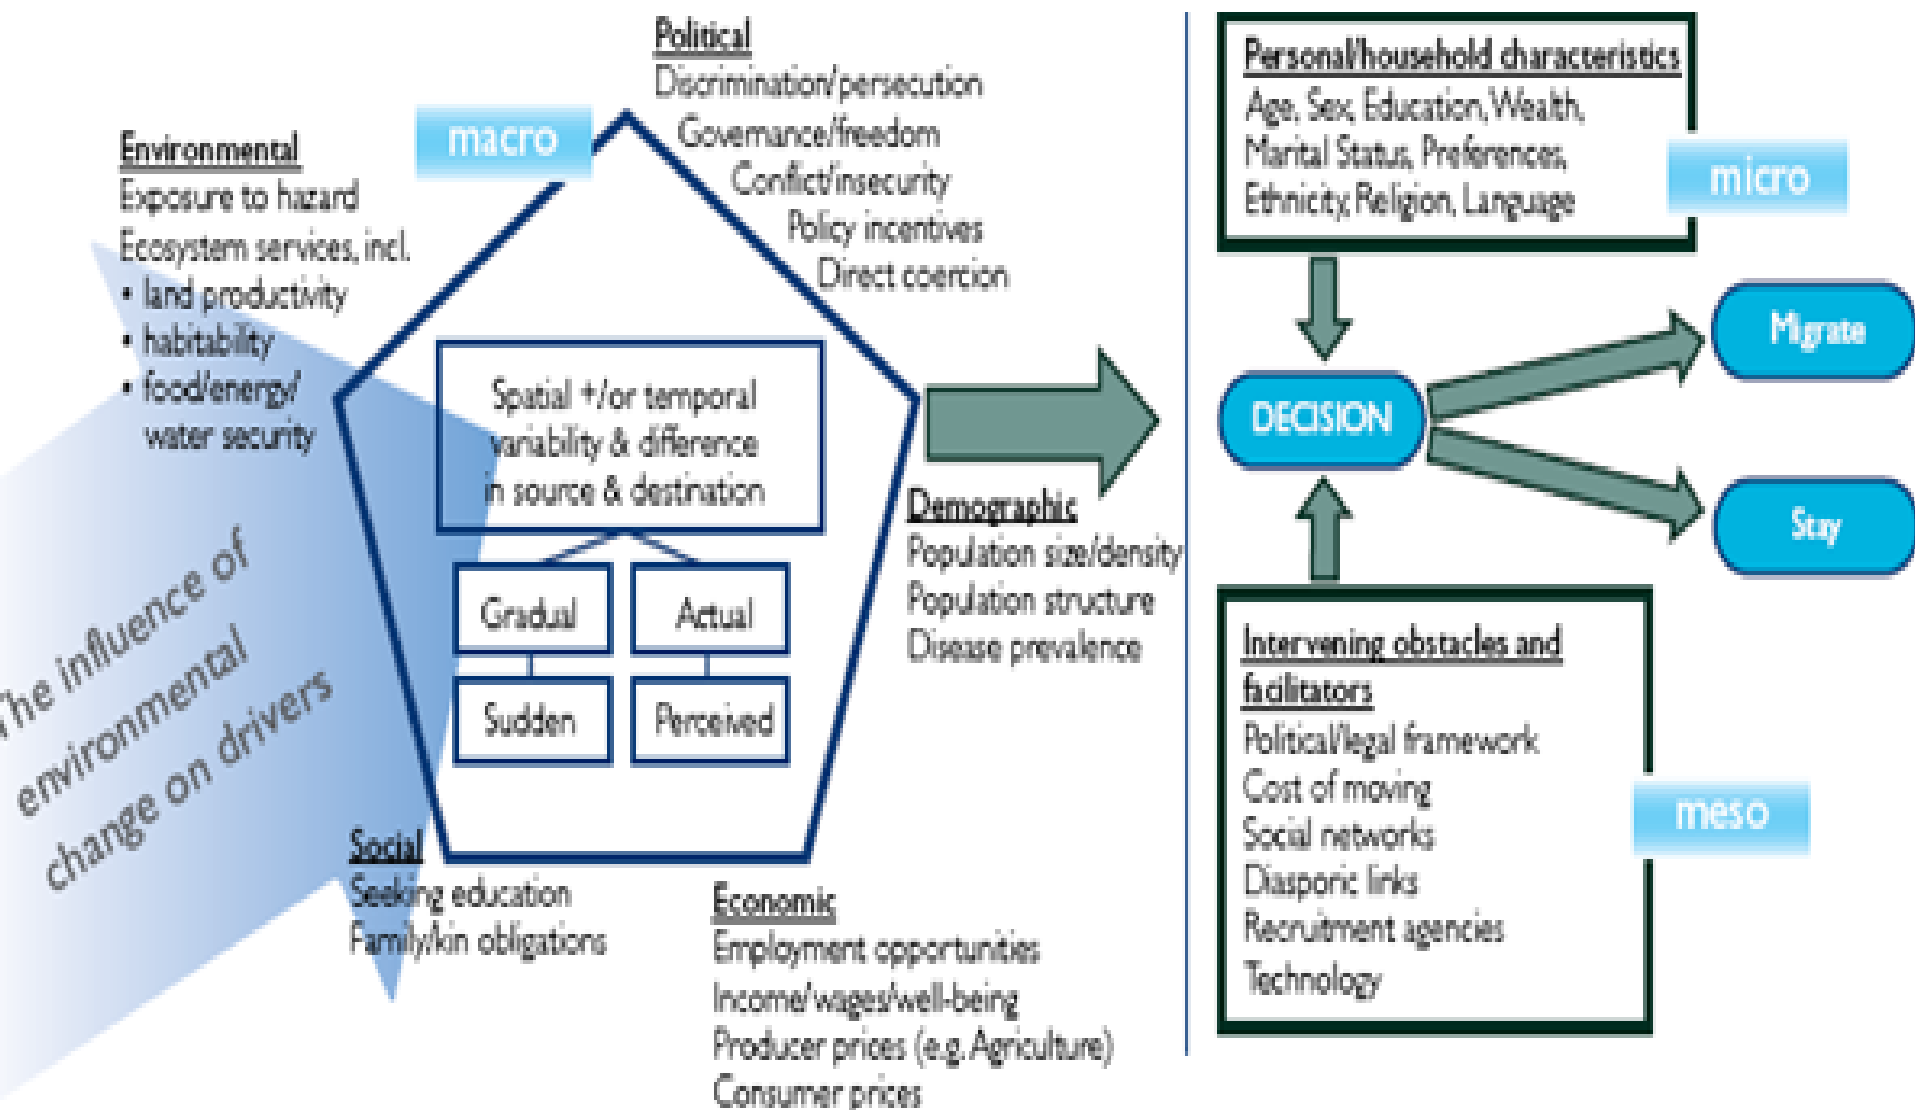 Political
Discrimination/persecution
Governance/freedom
Conflict/insecurity
Policy incentives
Direct coercion
macro
Environmental
Exposure to hazard
Ecosystem services, incl.
• land productivity
• habitability
• food/energy/
water security
Spatial +/or temporal
variability & difference
in source & destination
Gradual
Actual
Sudden
Perceived
The influence of
environmental
change on drivers
Demographic
Population size/density
Population structure
Disease prevalence
Social
Seeking education
Family/kin obligations
Economic
Employment opportunities
Income/wages/well-being
Producer prices (e.g. Agriculture)
Consumer prices
Personal/household characteristics
Age, Sex, Education, Wealth,
Marital Status, Preferences,
Ethnicity, Religion, Language
micro
DECISION
Migrate
Stay
Intervening obstacles and
facilitators
Political/legal framework
Cost of moving
Social networks
Diasporic links
Recruitment agencies
Technology
meso